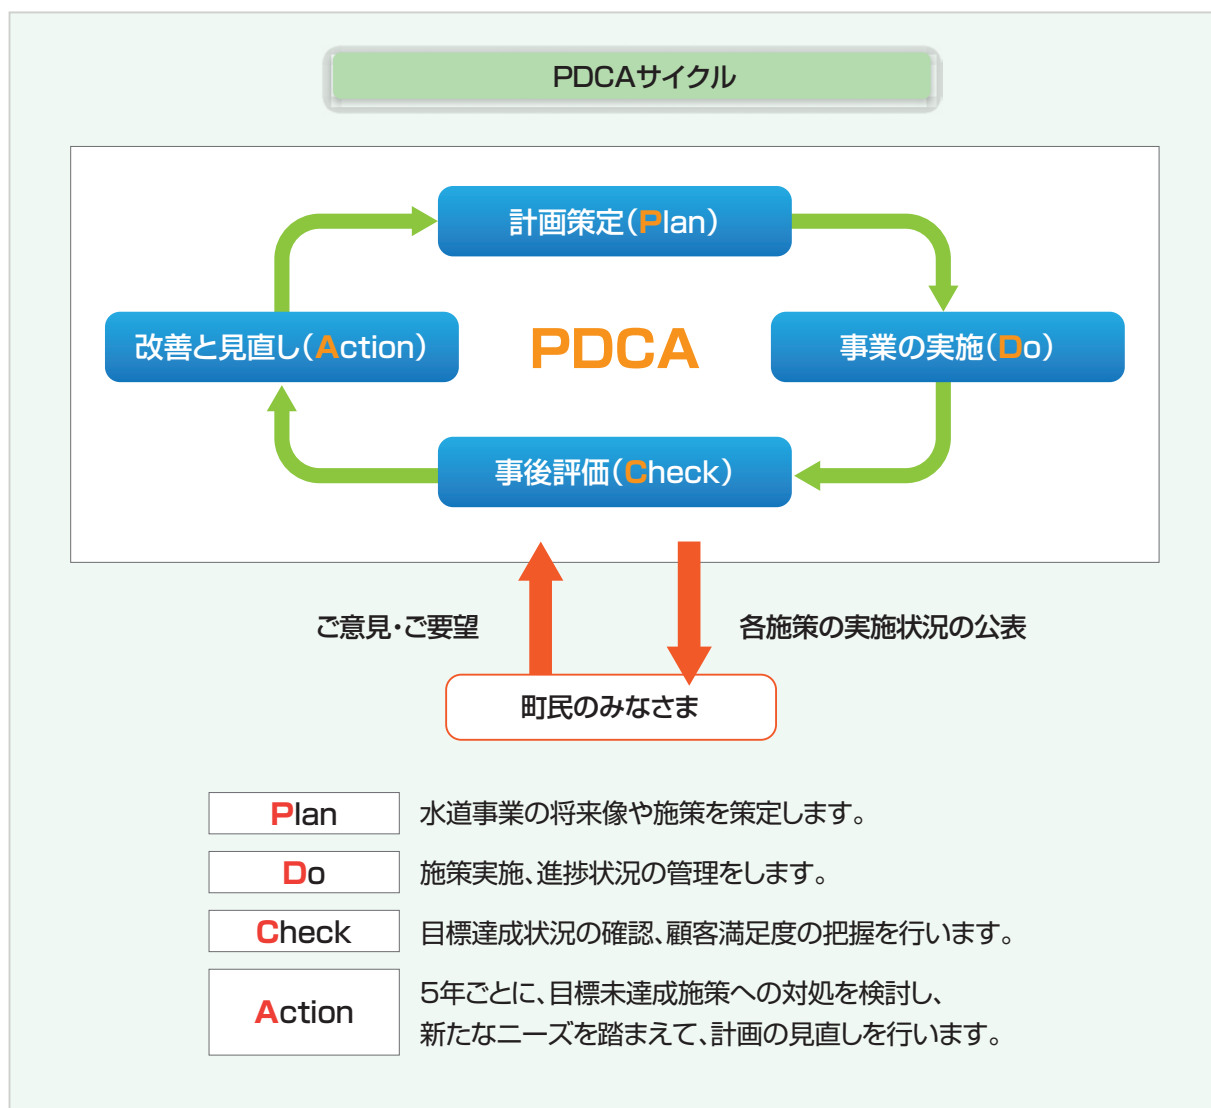 PDCAサイクル
計画策定（Plan）
改善と見直し（Action）
PDCA
事業の実施（Do）
事後評価（Check）
ご意見・ご要望
各施策の実施状況の公表
町民のみなさま
Plan
水道事業の将来像や施策を策定します。
Do
施策実施、進捗状況の管理をします。
Check
目標達成状況の確認、顧客満足度の把握を行います。
Action
5年ごとに、目標未達成施策への対処を検討し、
新たなニーズを踏まえて、計画の見直しを行います。